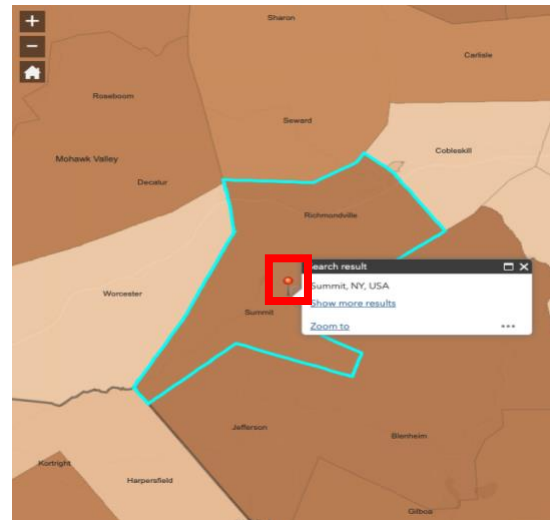 +
Sharon
−
Carlisle
Roseboom
Seward
Cobleskill
Mohawk Valley
Decatur
Richmondville
Search result
Summit, NY, USA
Worcester
Show more results
Summit
Zoom to
...
Jefferson
Blenheim
Kortright
Harpersfield
Gilboa